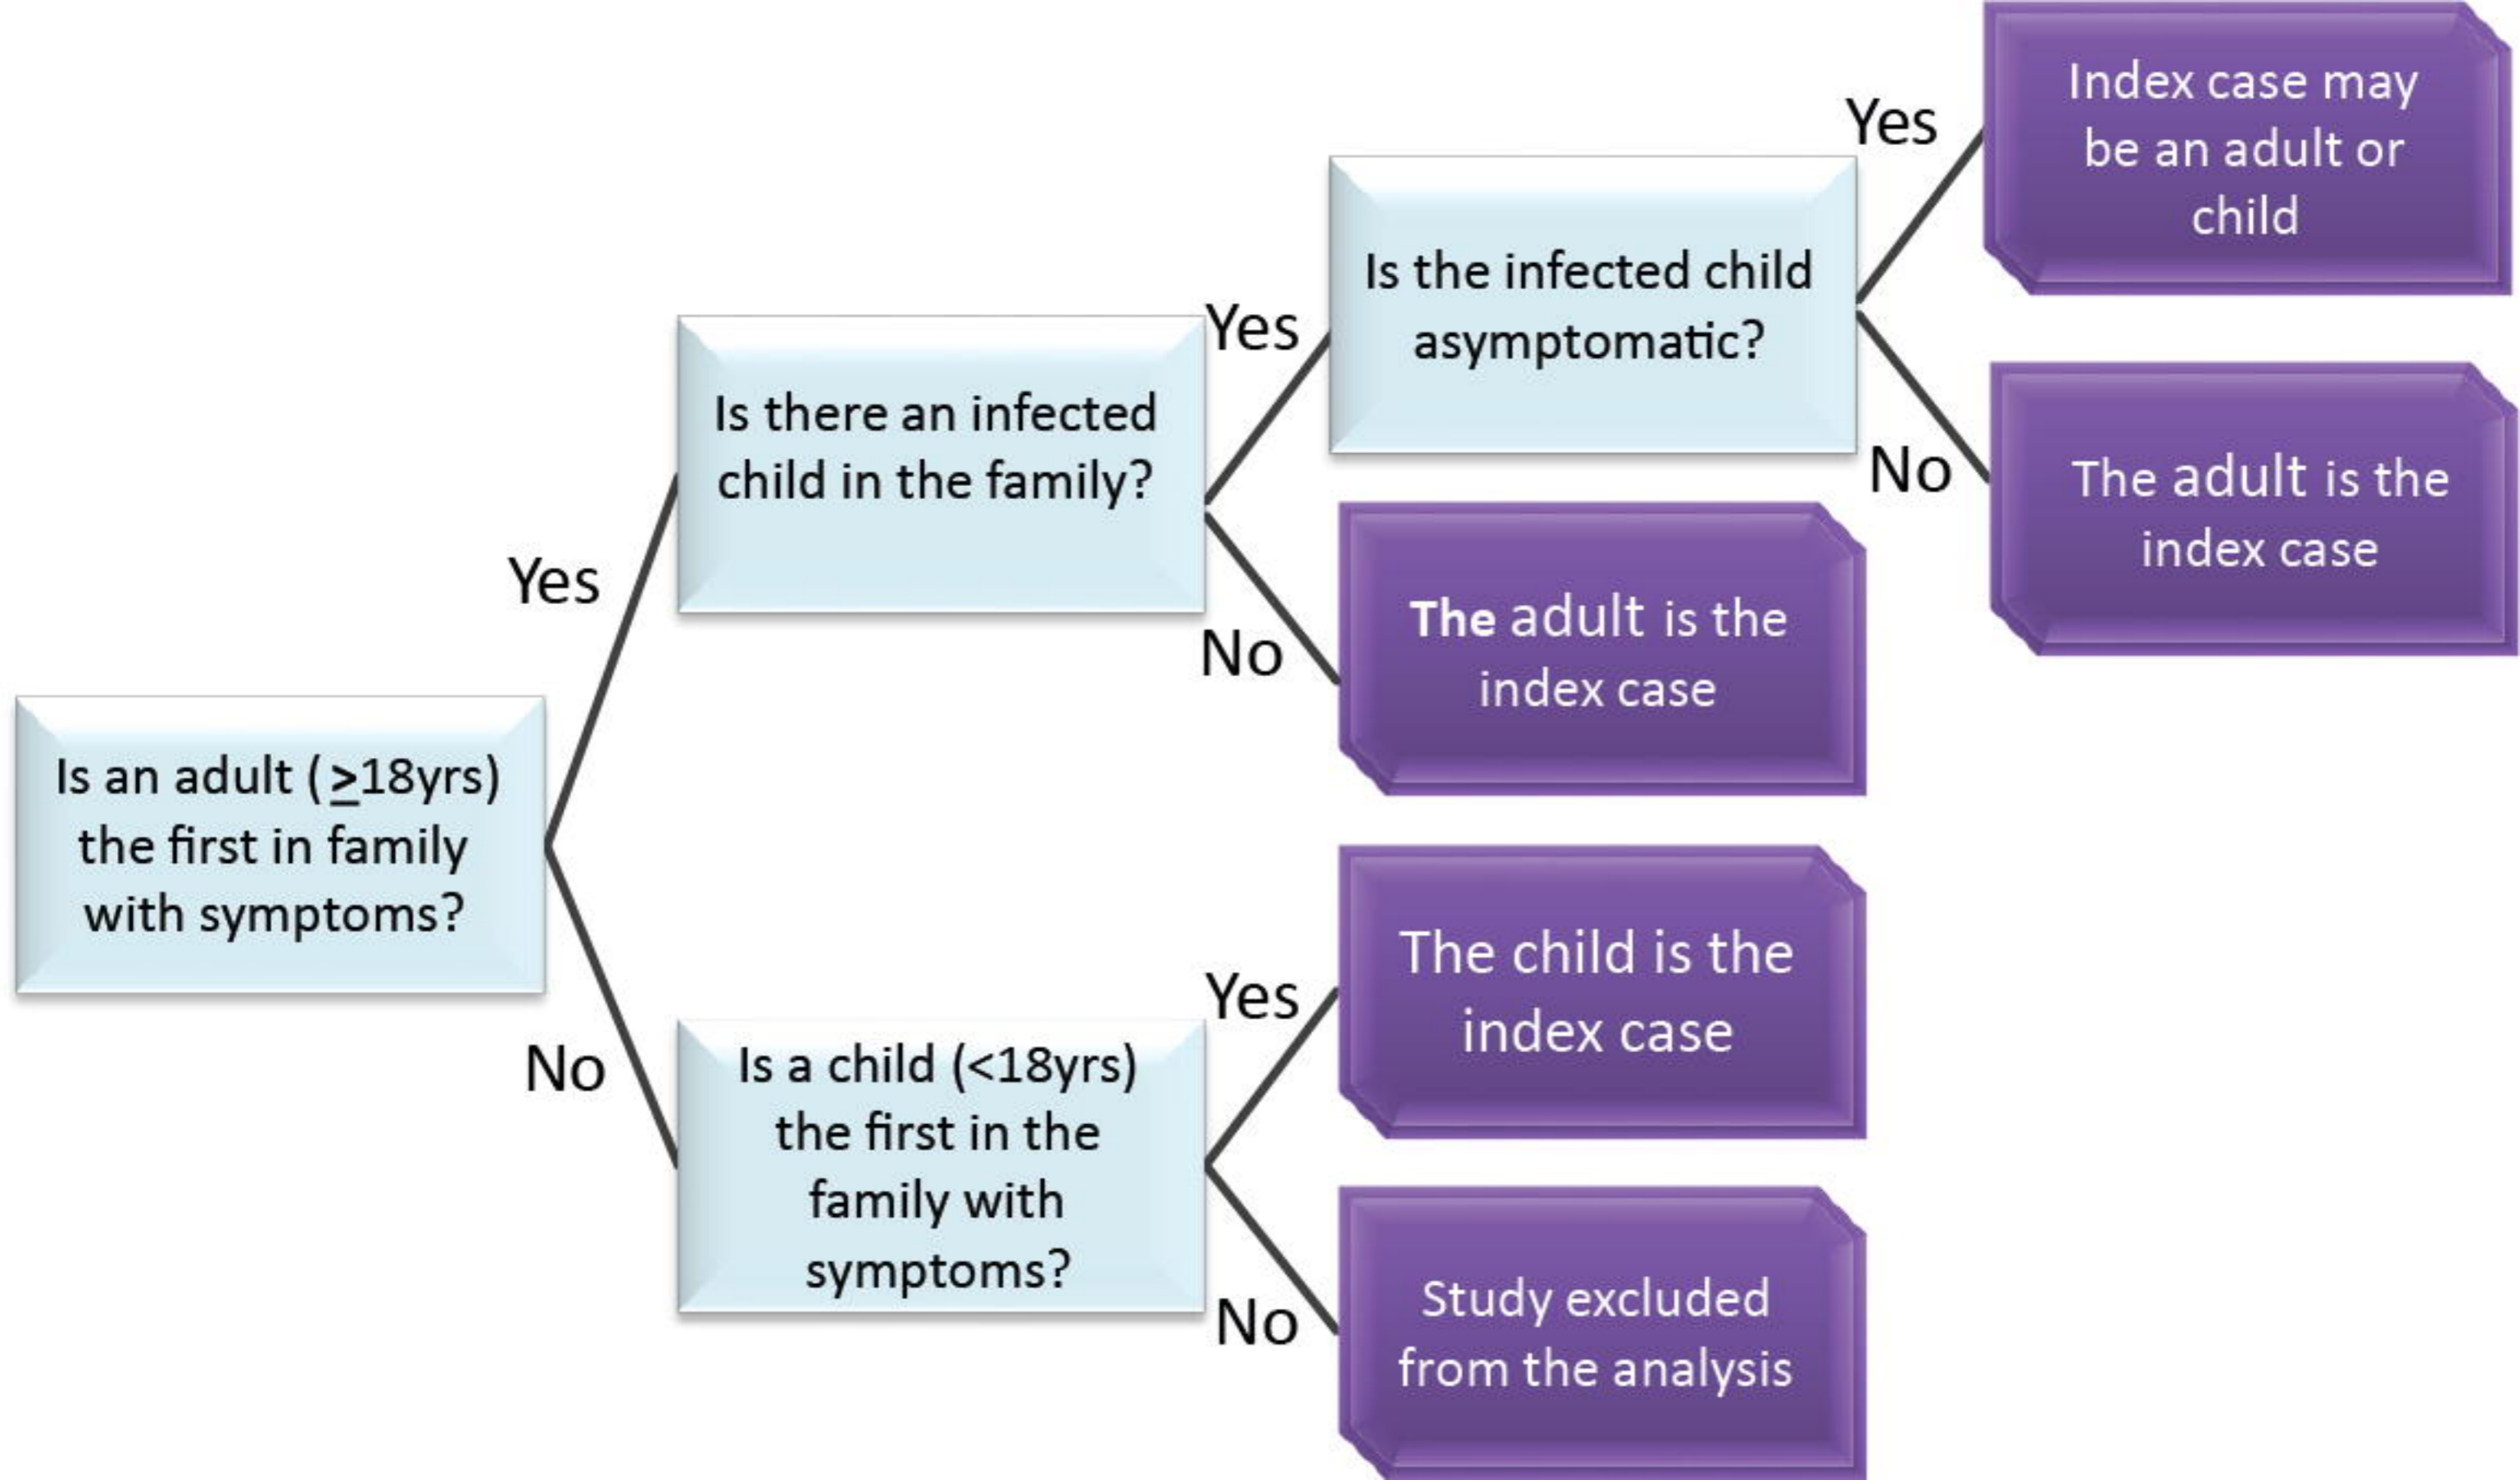 Is an adult (≥18yrs)
the first in family
with symptoms?
Yes
Is there an infected
child in the family?
Yes
Is the infected child
asymptomatic?
Yes
Index case may
be an adult or
child
No
The adult is the
index case
No
The adult is the
index case
No
Is a child (<18yrs)
the first in the
family with
symptoms?
Yes
The child is the
index case
No
Study excluded
from the analysis